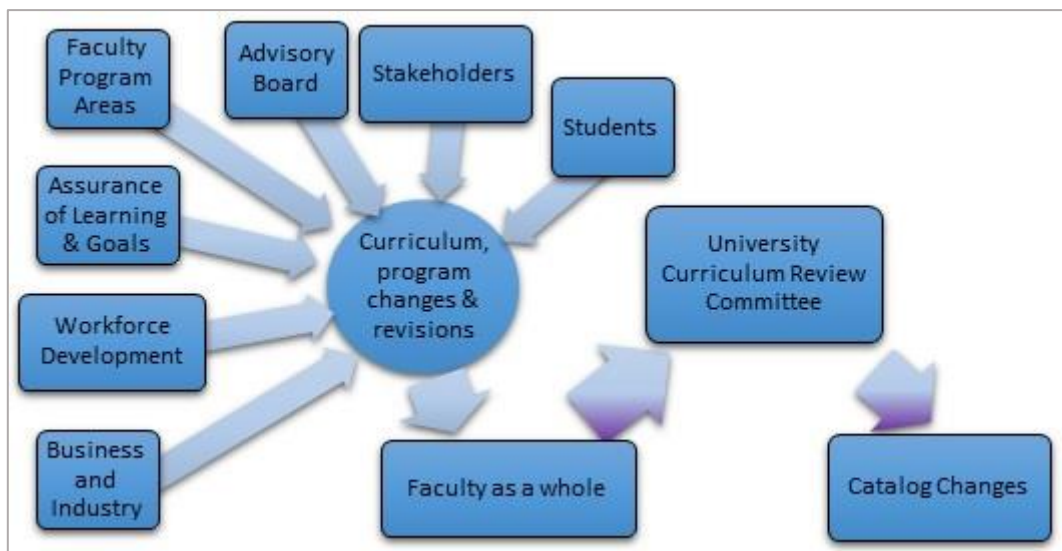 Faculty
Program
Areas
Advisory
Board
Stakeholders
Students
Assurance
of Learning
& Goals
Curriculum,
program
changes &
revisions
University
Curriculum Review
Committee
Workforce
Development
Business
and
Industry
Faculty as a whole
Catalog Changes